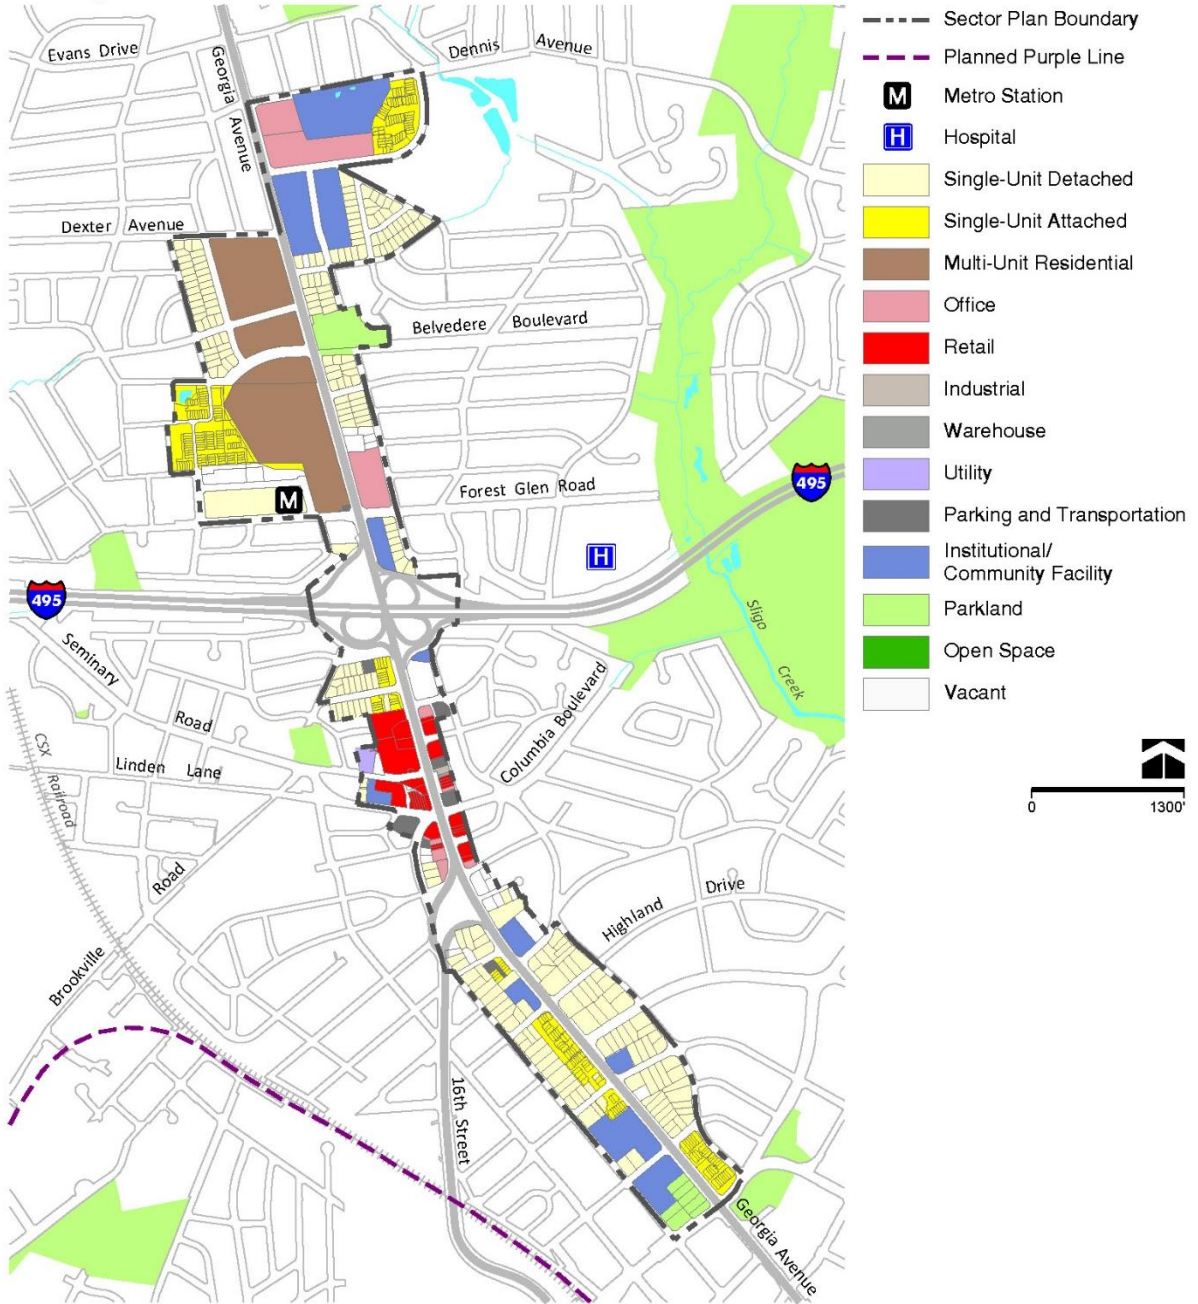 Evans Drive
Georgia
Avenue
Dennis Avenue
Dexter Avenue
Belvedere Boulevard
M
Forest Glen Road
495
H
495
Seminary
Road
Linden Lane
CSX
Railroad
Columbia Boulevard
Sligo
Creek
Road
Brookville
Highland Drive
16th Street
Georgia Avenue
Sector Plan Boundary
Planned Purple Line
M Metro Station
H Hospital
Single-Unit Detached
Single-Unit Attached
Multi-Unit Residential
Office
Retail
Industrial
Warehouse
Utility
Parking and Transportation
Institutional/
Community Facility
Parkland
Open Space
Vacant
0 1300'